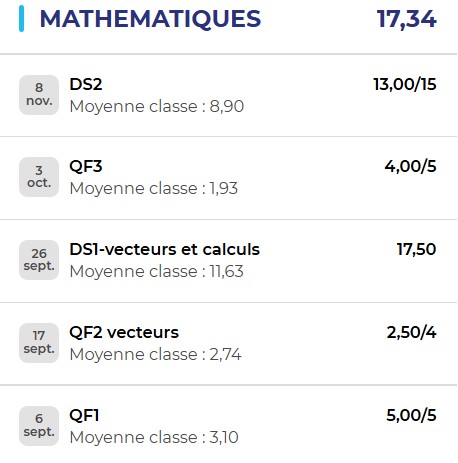 MATHEMATIQUES 17,34
8 nov. DS2 13,00/15
Moyenne classe : 8,90
3 oct. QF3 4,00/5
Moyenne classe : 1,93
26 sept. DS1-vecteurs et calculs 17,50
Moyenne classe : 11,63
17 sept. QF2 vecteurs 2,50/4
Moyenne classe : 2,74
6 sept. QF1 5,00/5
Moyenne classe : 3,10